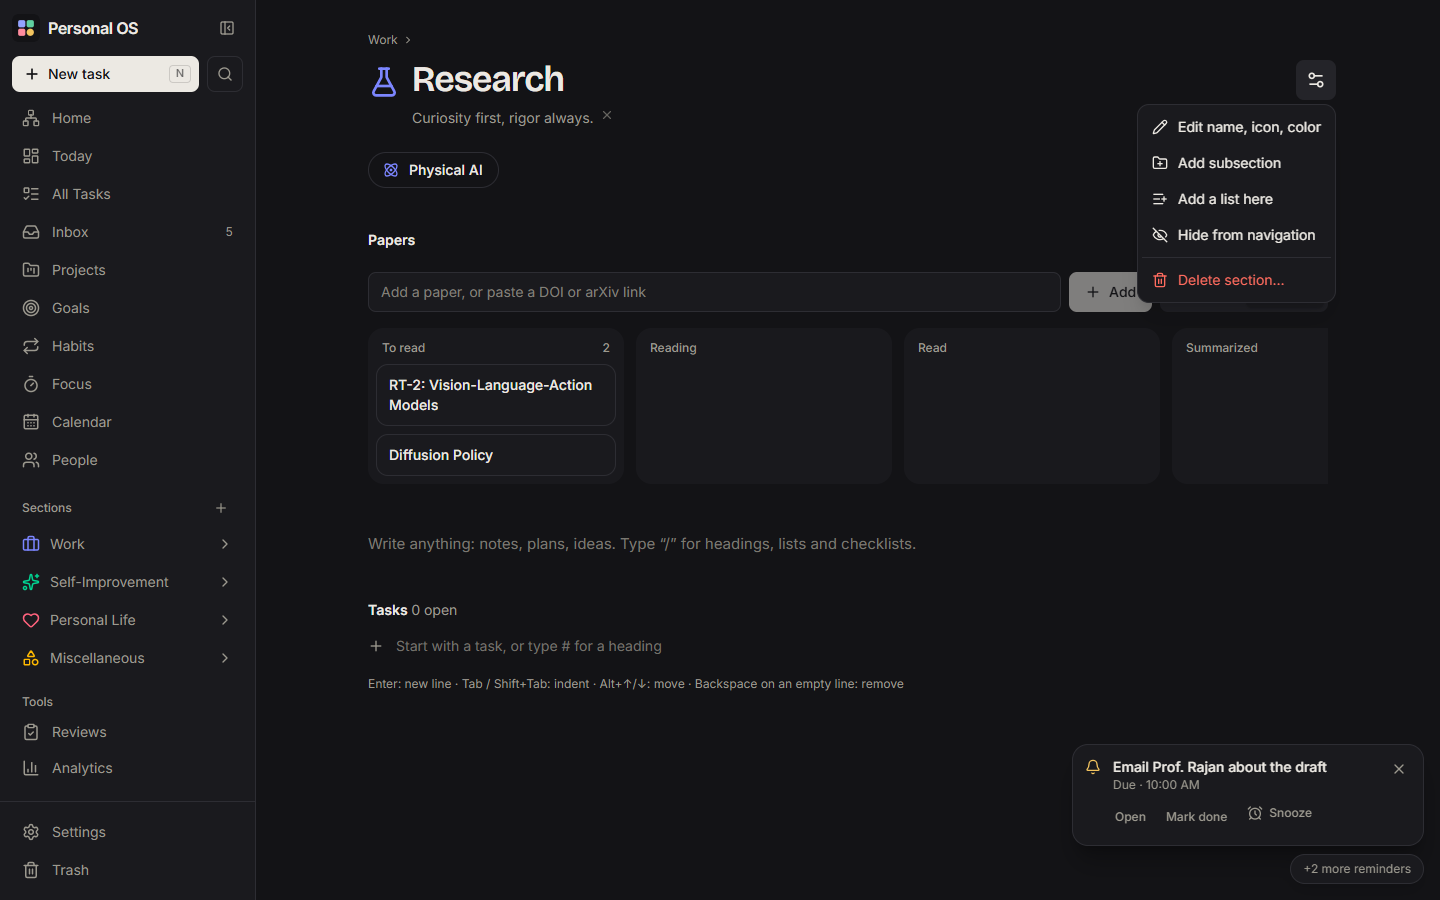 Personal OS
New task N
Home
Today
All Tasks
Inbox 5
Projects
Goals
Habits
Focus
Calendar
People
Sections
Work
Self-Improvement
Personal Life
Miscellaneous
Tools
Reviews
Analytics
Settings
Trash
Work
Research
Curiosity first, rigor always.
Physical AI
Edit name, icon, color
Add subsection
Add a list here
Hide from navigation
Delete section...
Papers
Add a paper, or paste a DOI or arXiv link
Add
To read 2
RT-2: Vision-Language-Action
Models
Diffusion Policy
Reading
Read
Summarized
Write anything: notes, plans, ideas. Type “/” for headings, lists and checklists.
Tasks 0 open
Start with a task, or type # for a heading
Enter: new line · Tab / Shift+Tab: indent · Alt+↑/↓: move · Backspace on an empty line: remove
Email Prof. Rajan about the draft
Due · 10:00 AM
Open Mark done Snooze
+2 more reminders